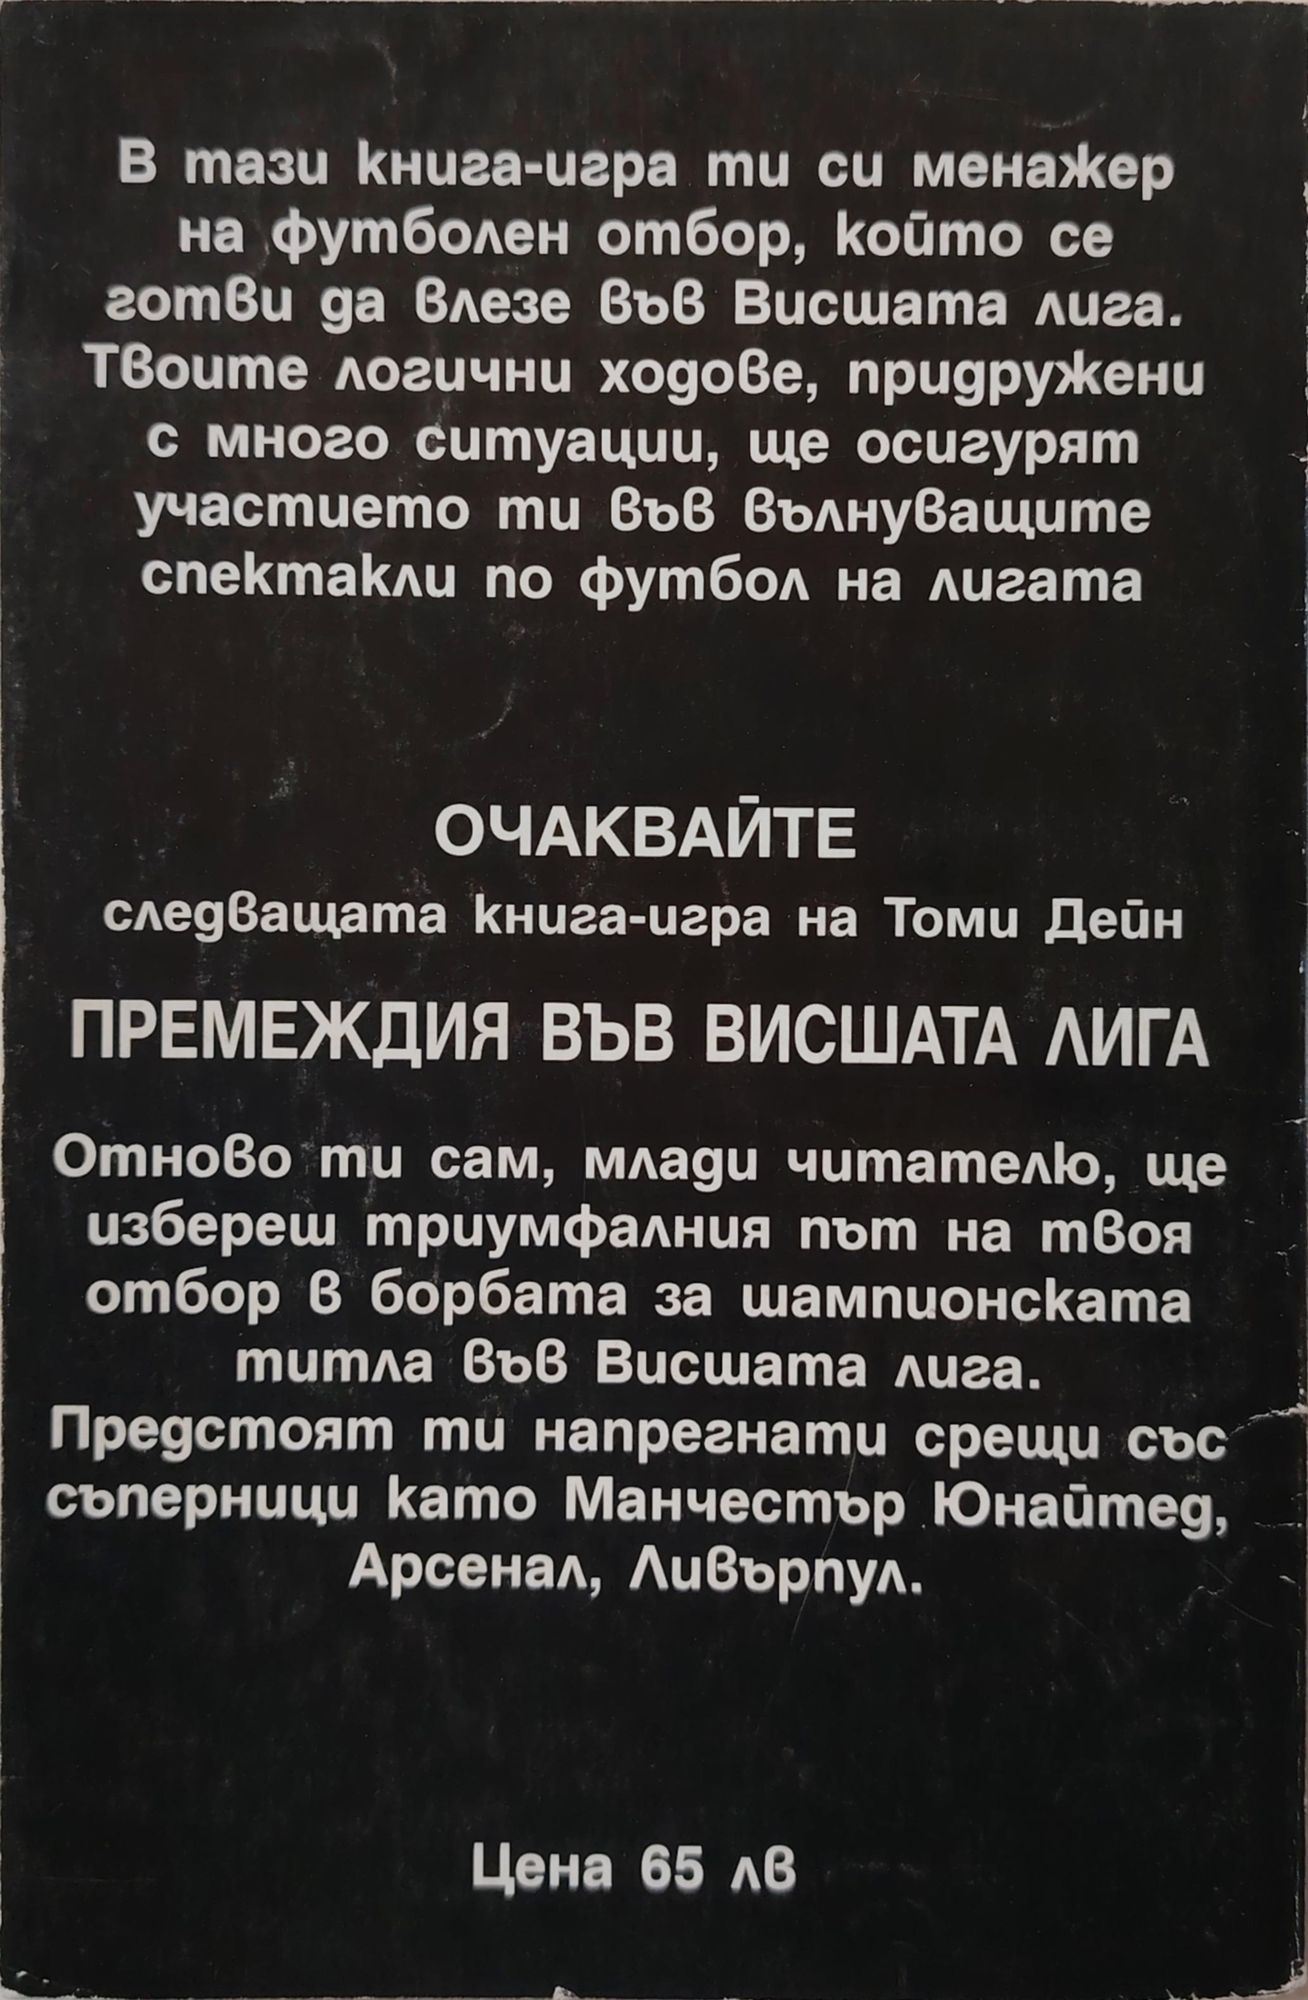 В тази книга-игра ти си менажер
на футболен отбор, който се
готви да влезе във Висшата лига.
Твоите логични ходове, придружени
с много ситуации, ще осигурят
участието ти във вълнуващите
спектакли по футбол на лигата
ОЧАКВАЙТЕ
следващата книга-игра на Томи Дейн
ПРЕМЕЖДИЯ ВЪВ ВИСШАТА ЛИГА
Отново ти сам, млади читателю, ще
избереш триумфалния път на твоя
отбор в борбата за шампионската
титла във Висшата лига.
Предстоят ти напрегнати срещи със
съперници като Манчестър Юнайтед,
Арсенал, Ливърпул.
Цена 65 лв